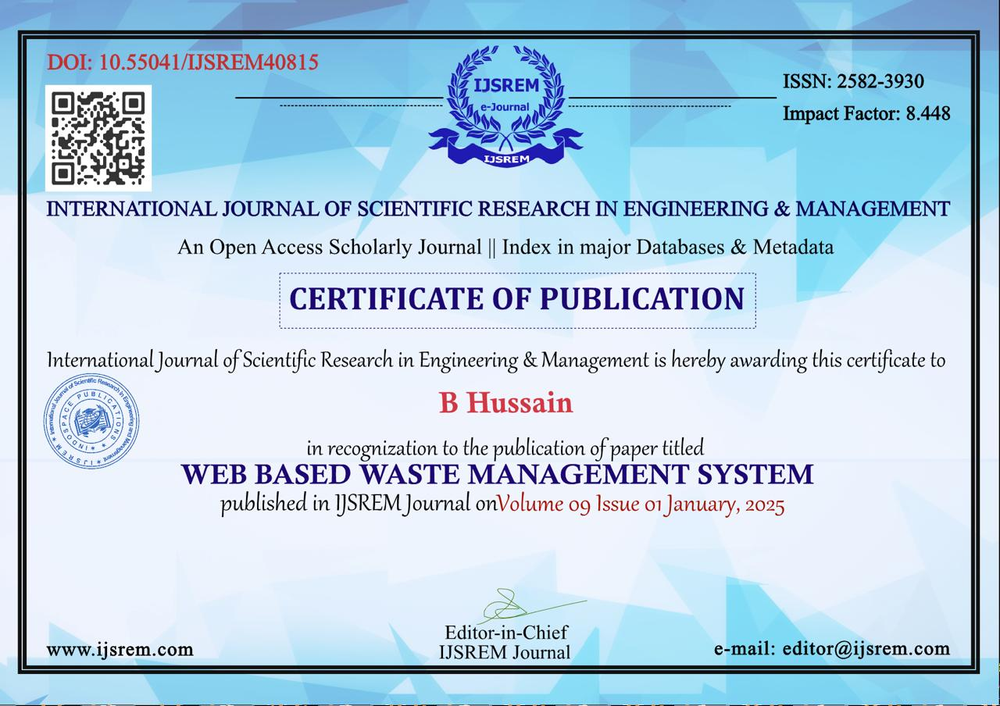 DOI: 10.55041/IJSREM40815
IJSREM
e-Journal
IJSREM
ISSN: 2582-3930
Impact Factor: 8.448
INTERNATIONAL JOURNAL OF SCIENTIFIC RESEARCH IN ENGINEERING & MANAGEMENT
An Open Access Scholarly Journal || Index in major Databases & Metadata
CERTIFICATE OF PUBLICATION
International Journal of Scientific Research in Engineering & Management is hereby awarding this certificate to
International Journal of Scientific Research in Engineering and Management
★ IJSREM ★
INDOSPACE PUBLICATIONS
B Hussain
in recognization to the publication of paper titled
WEB BASED WASTE MANAGEMENT SYSTEM
published in IJSREM Journal onVolume 09 Issue 01 January, 2025
Editor-in-Chief
IJSREM Journal
www.ijsrem.com
e-mail: editor@ijsrem.com